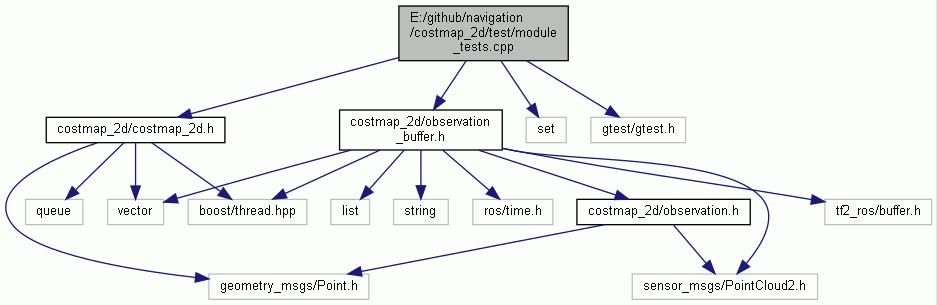 E:/github/navigation
/costmap_2d/test/module
_tests.cpp
costmap_2d/costmap_2d.h
costmap_2d/observation
_buffer.h
set
gtest/gtest.h
queue
vector
boost/thread.hpp
list
string
ros/time.h
costmap_2d/observation.h
tf2_ros/buffer.h
geometry_msgs/Point.h
sensor_msgs/PointCloud2.h